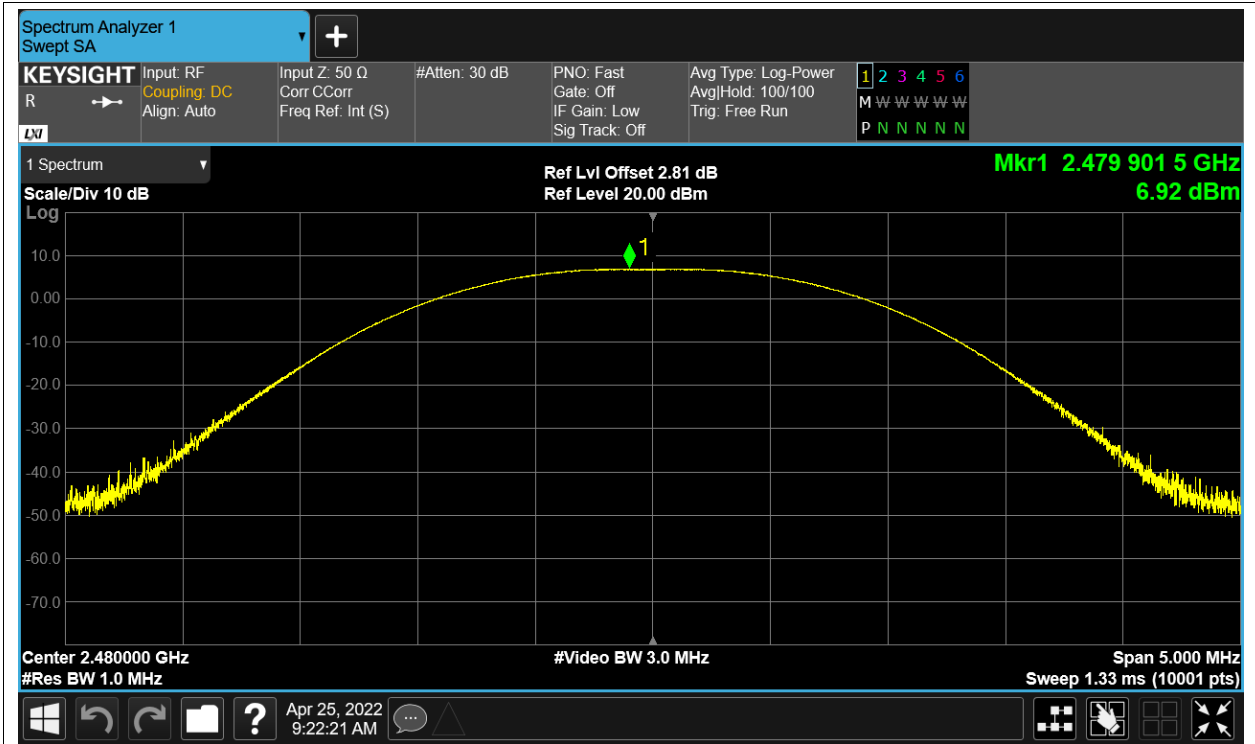 Spectrum Analyzer 1
Swept SA
KEYSIGHT
R
LXI
Input: RF
Coupling: DC
Align: Auto
Input Z: 50 Ω
Corr CCorr
Freq Ref: Int (S)
#Atten: 30 dB
PNO: Fast
Gate: Off
IF Gain: Low
Sig Track: Off
Avg Type: Log-Power
Avg|Hold: 100/100
Trig: Free Run
1 2 3 4 5 6
M W W W W W
P N N N N N
1 Spectrum
Scale/Div 10 dB
Log
Ref Lvl Offset 2.81 dB
Ref Level 20.00 dBm
Mkr1 2.479 901 5 GHz
6.92 dBm
1
10.0
0.00
-10.0
-20.0
-30.0
-40.0
-50.0
-60.0
-70.0
Center 2.480000 GHz
#Res BW 1.0 MHz
#Video BW 3.0 MHz
Span 5.000 MHz
Sweep 1.33 ms (10001 pts)
?
Apr 25, 2022
9:22:21 AM